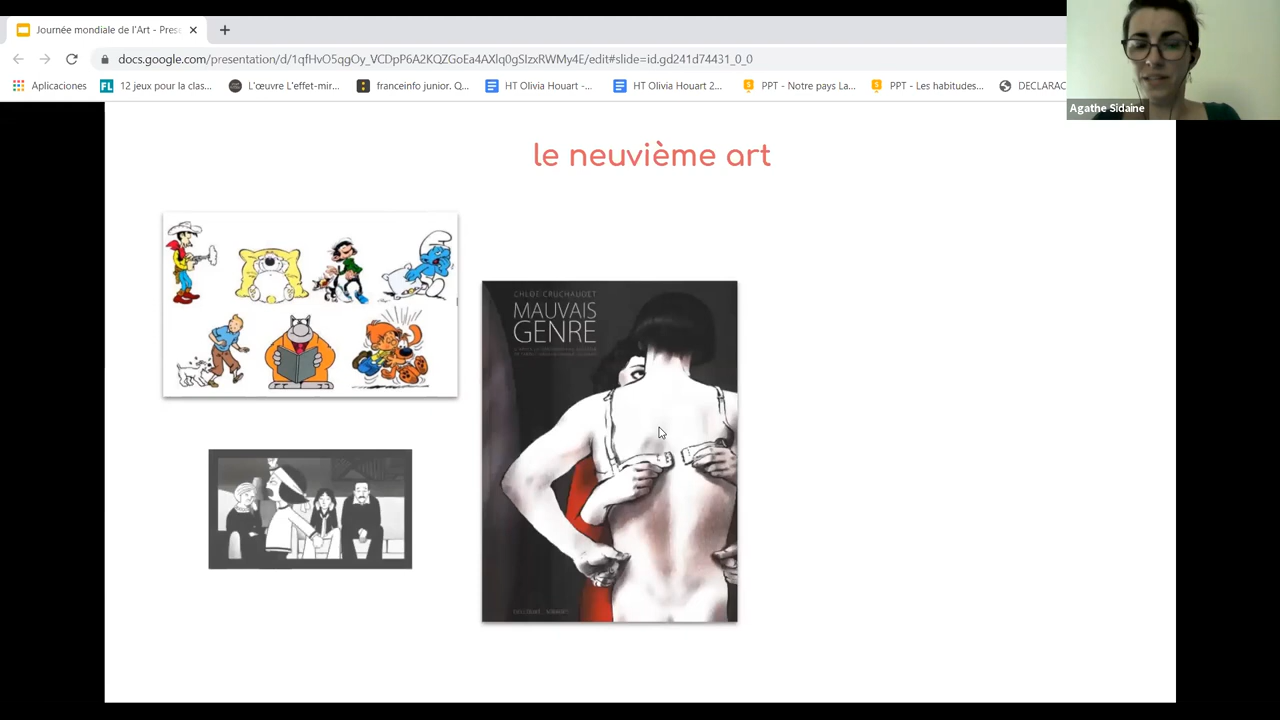 Journée mondiale de l'Art - Pres
docs.google.com/presentation/d/1qfHvO5qgOy_VCDpP6A2KQZGoEa4AXlq0gSIzxRWMy4E/edit#slide=id.gd241d74431_0_0
Aplicaciones
12 jeux pour la clas...
L'œuvre L'effet-mir...
franceinfo junior. Q...
HT Olivia Houart -...
HT Olivia Houart 2...
PPT - Notre pays La...
PPT - Les habitudes...
DECLARAC
Agathe Sidaine
le neuvième art
CHLOÉ CRUCHAUDET
MAUVAIS
GENRE